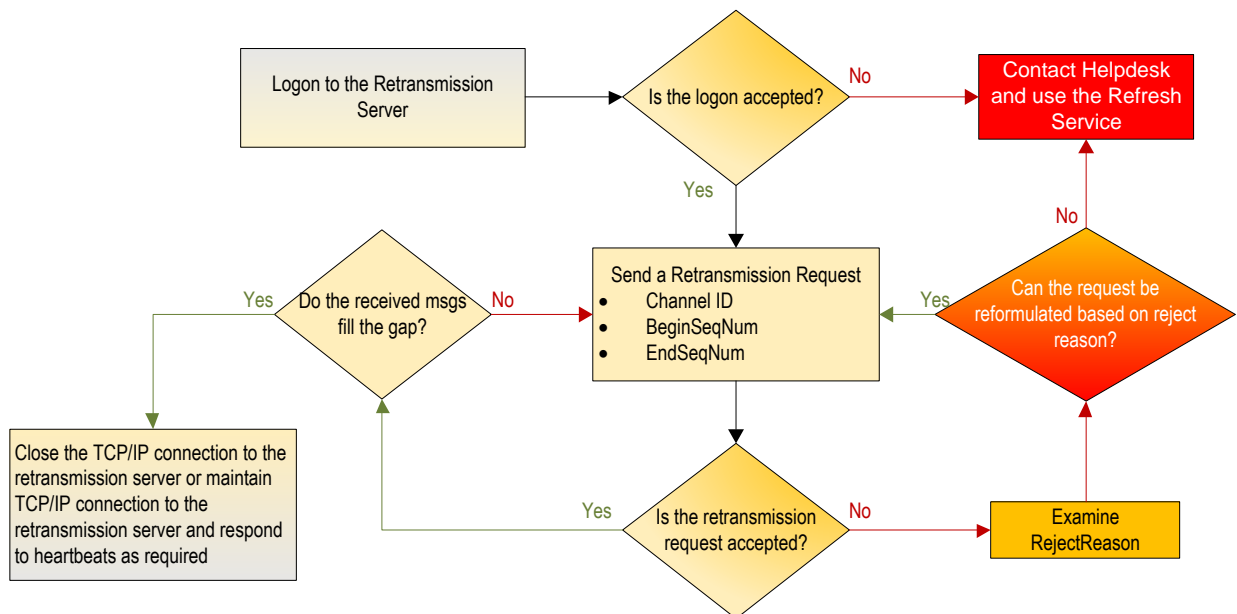 Logon to the Retransmission
Server
Is the logon accepted?
No
Contact Helpdesk
and use the Refresh
Service
Yes
No
Send a Retransmission Request
• Channel ID
• BeginSeqNum
• EndSeqNum
Yes
Do the received msgs
fill the gap?
No
Yes
Can the request be
reformulated based on reject
reason?
Close the TCP/IP connection to the
retransmission server or maintain
TCP/IP connection to the
retransmission server and respond
to heartbeats as required
Yes
Is the retransmission
request accepted?
No
Examine
RejectReason